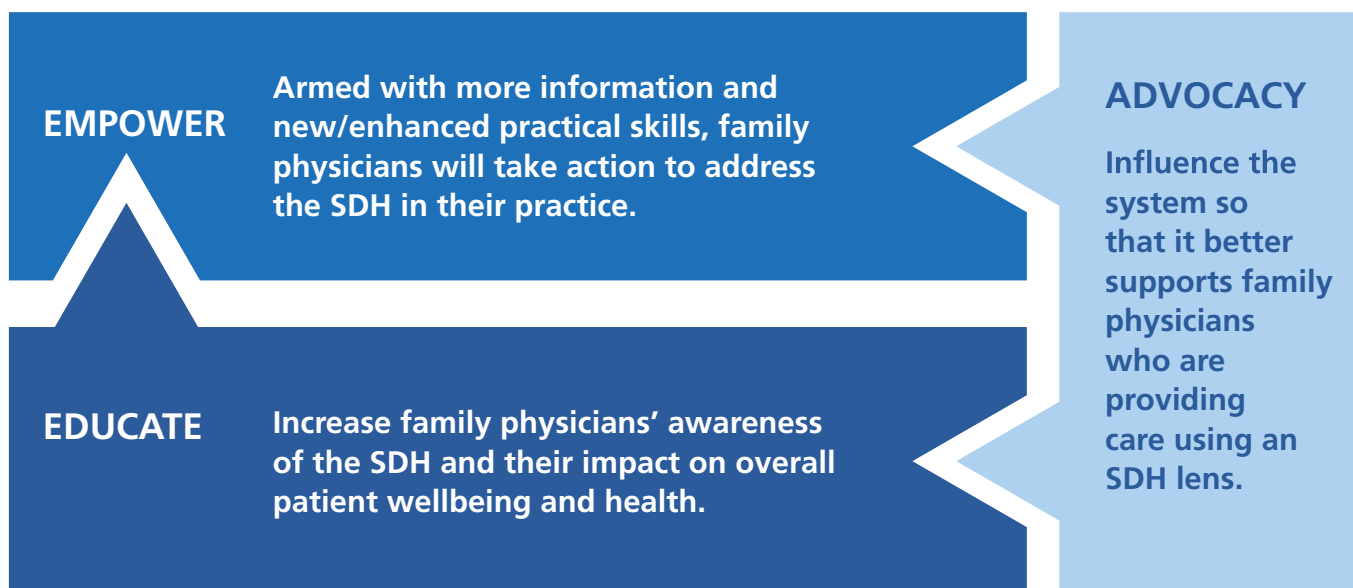 EMPOWER
Armed with more information and
new/enhanced practical skills, family
physicians will take action to address
the SDH in their practice.
EDUCATE
Increase family physicians’ awareness
of the SDH and their impact on overall
patient wellbeing and health.
ADVOCACY
Influence the
system so
that it better
supports family
physicians
who are
providing
care using an
SDH lens.